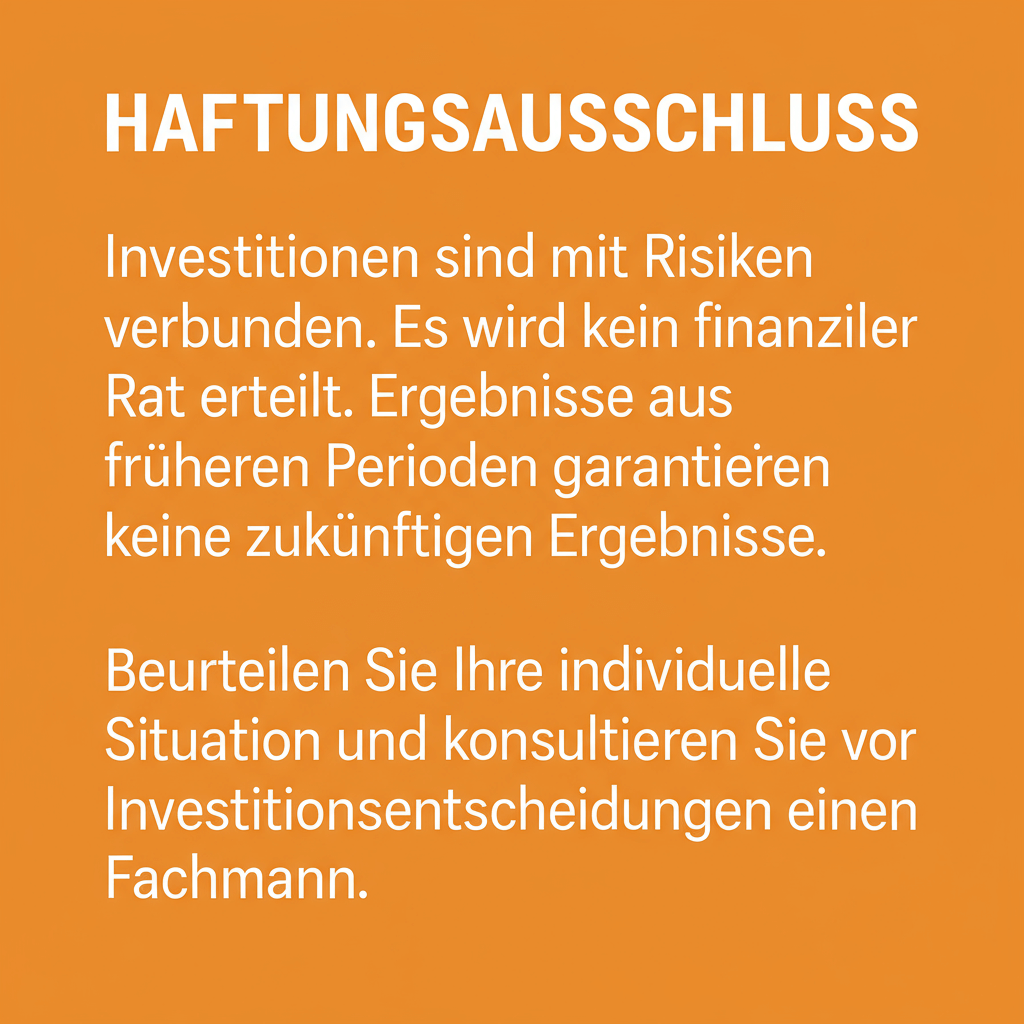 HAFTUNGSAUSSCHLUSS
Investitionen sind mit Risiken
verbunden. Es wird kein finanziler
Rat erteilt. Ergebnisse aus
früheren Perioden garantieren
keine zukünftigen Ergebnisse.
Beurteilen Sie Ihre individuelle
Situation und konsultieren Sie vor
Investitionsentscheidungen einen
Fachmann.